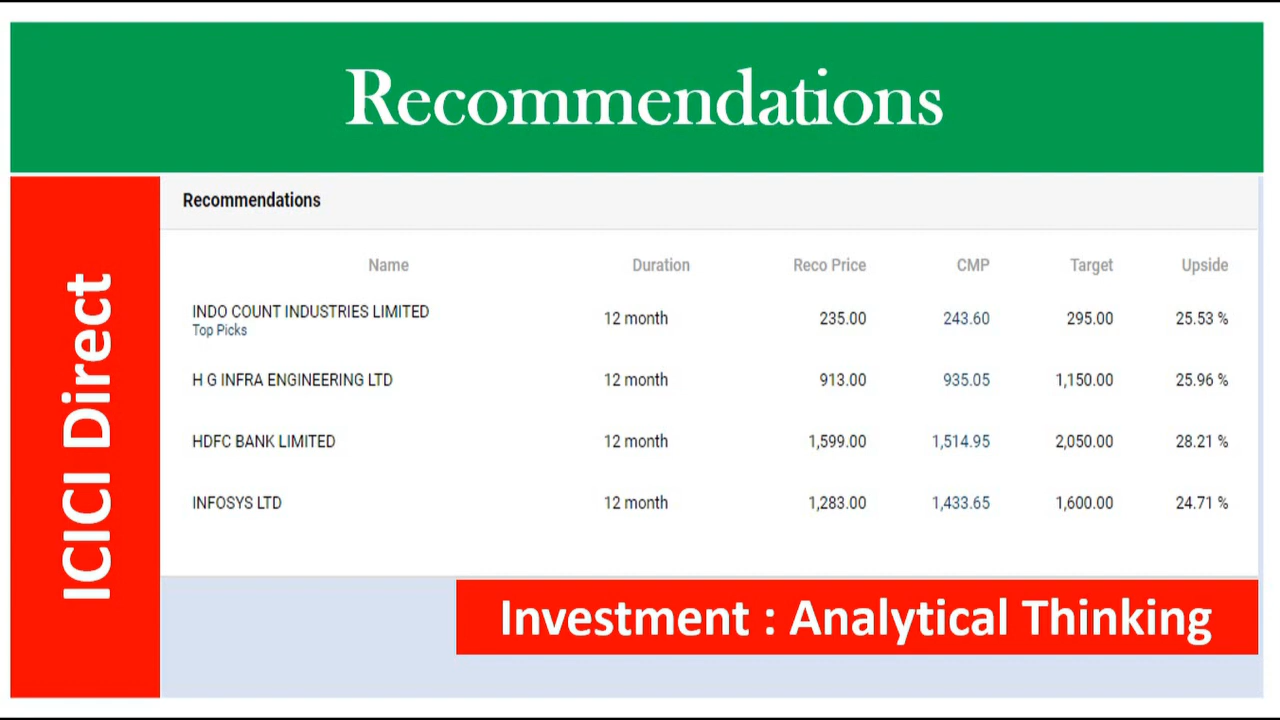 Recommendations
ICICI Direct
Recommendations
Name Duration Reco Price CMP Target Upside
INDO COUNT INDUSTRIES LIMITED 12 month 235.00 243.60 295.00 25.53 %
Top Picks
H G INFRA ENGINEERING LTD 12 month 913.00 935.05 1,150.00 25.96 %
HDFC BANK LIMITED 12 month 1,599.00 1,514.95 2,050.00 28.21 %
INFOSYS LTD 12 month 1,283.00 1,433.65 1,600.00 24.71 %
Investment : Analytical Thinking